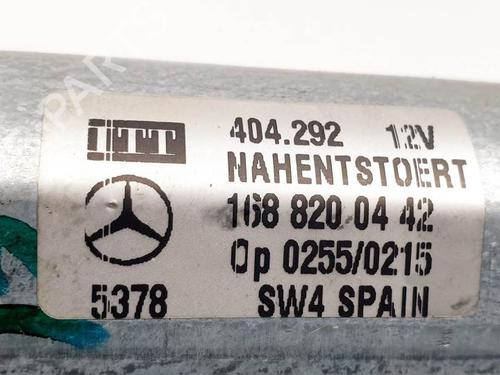 ITT 404.292 12V
NAHENTSTOERT
168 820 04 42
Op 0255/0215
5378 SW4 SPAIN